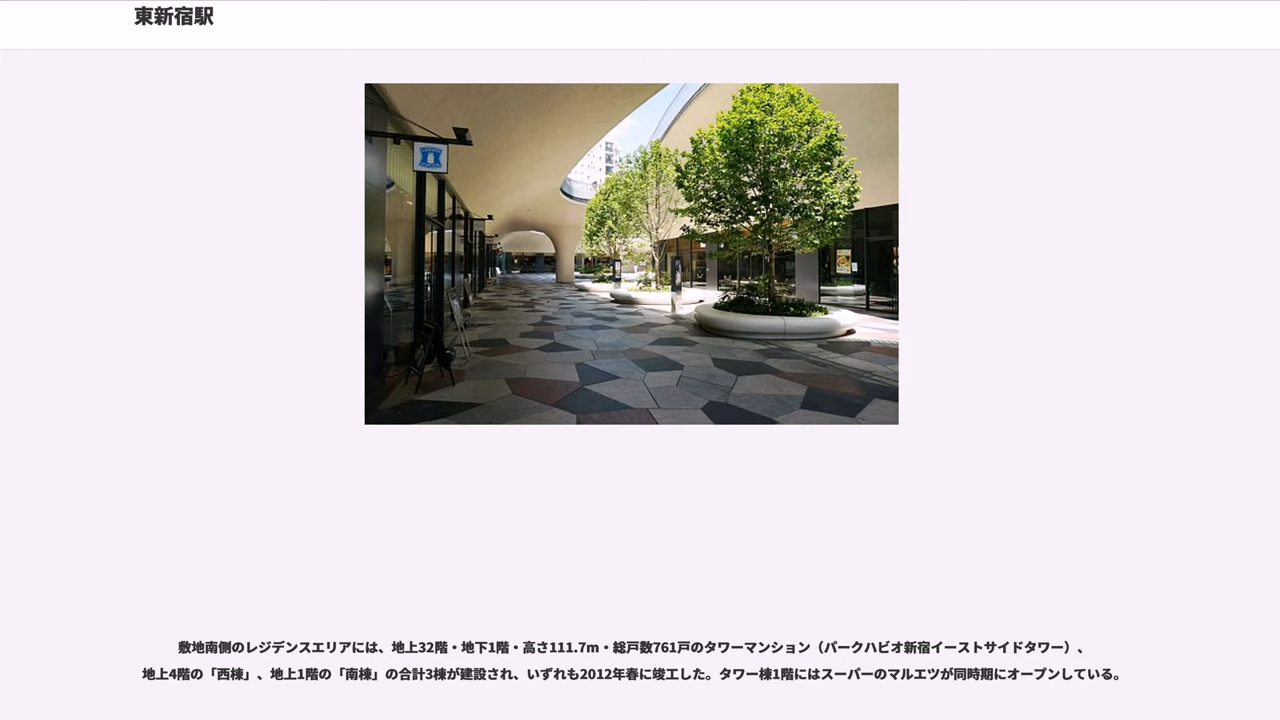 東新宿駅
敷地南側のレジデンスエリアには、地上32階・地下1階・高さ111.7m・総戸数761戸のタワーマンション（パークハビオ新宿イーストサイドタワー）、
地上4階の「西棟」、地上1階の「南棟」の合計3棟が建設され、いずれも2012年春に竣工した。タワー棟1階にはスーパーのマルエツが同時期にオープンしている。